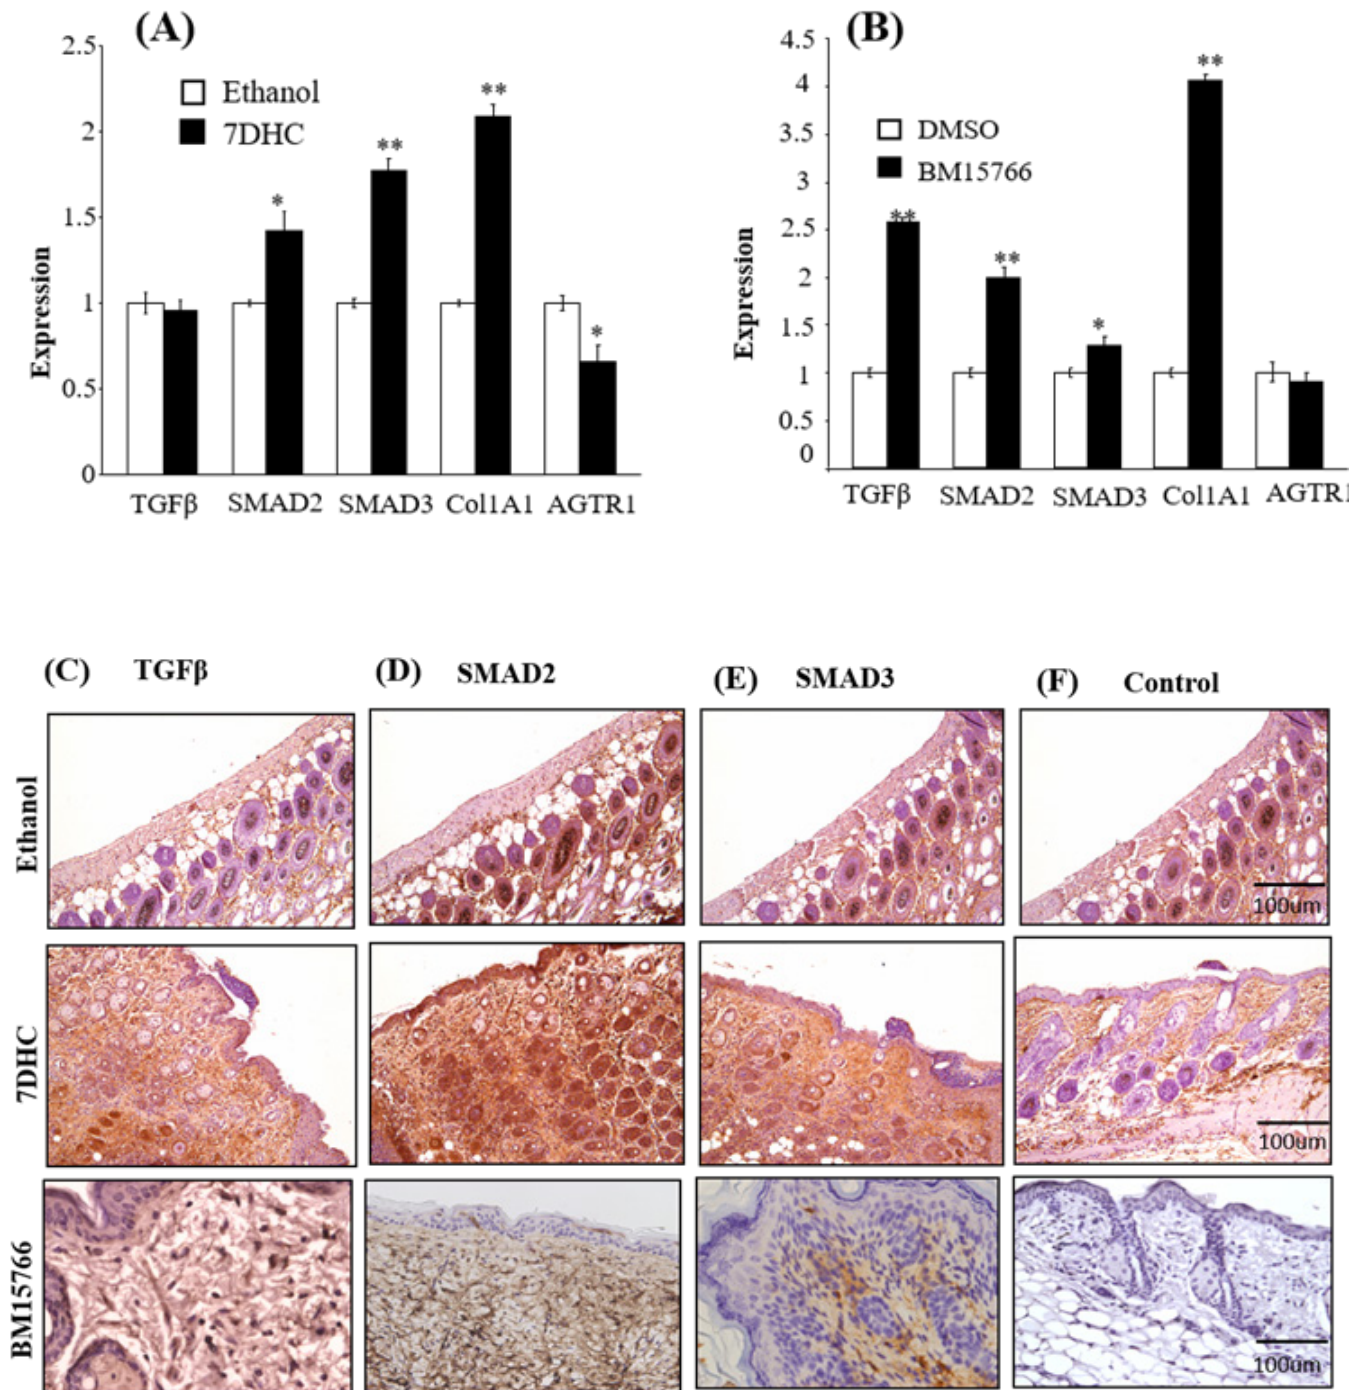 (A)
2.5
2
1.5
1
0.5
0
Expression
Ethanol
7DHC
*
**
**
*
TGFβ SMAD2 SMAD3 Col1A1 AGTR1
(B)
4.5
4
3.5
3
2.5
2
1.5
1
0.5
0
Expression
DMSO
BM15766
**
**
*
**
TGFβ SMAD2 SMAD3 Col1A1 AGTR1
(C) TGFβ
(D) SMAD2
(E) SMAD3
(F) Control
Ethanol
100um
7DHC
100um
BM15766
100um